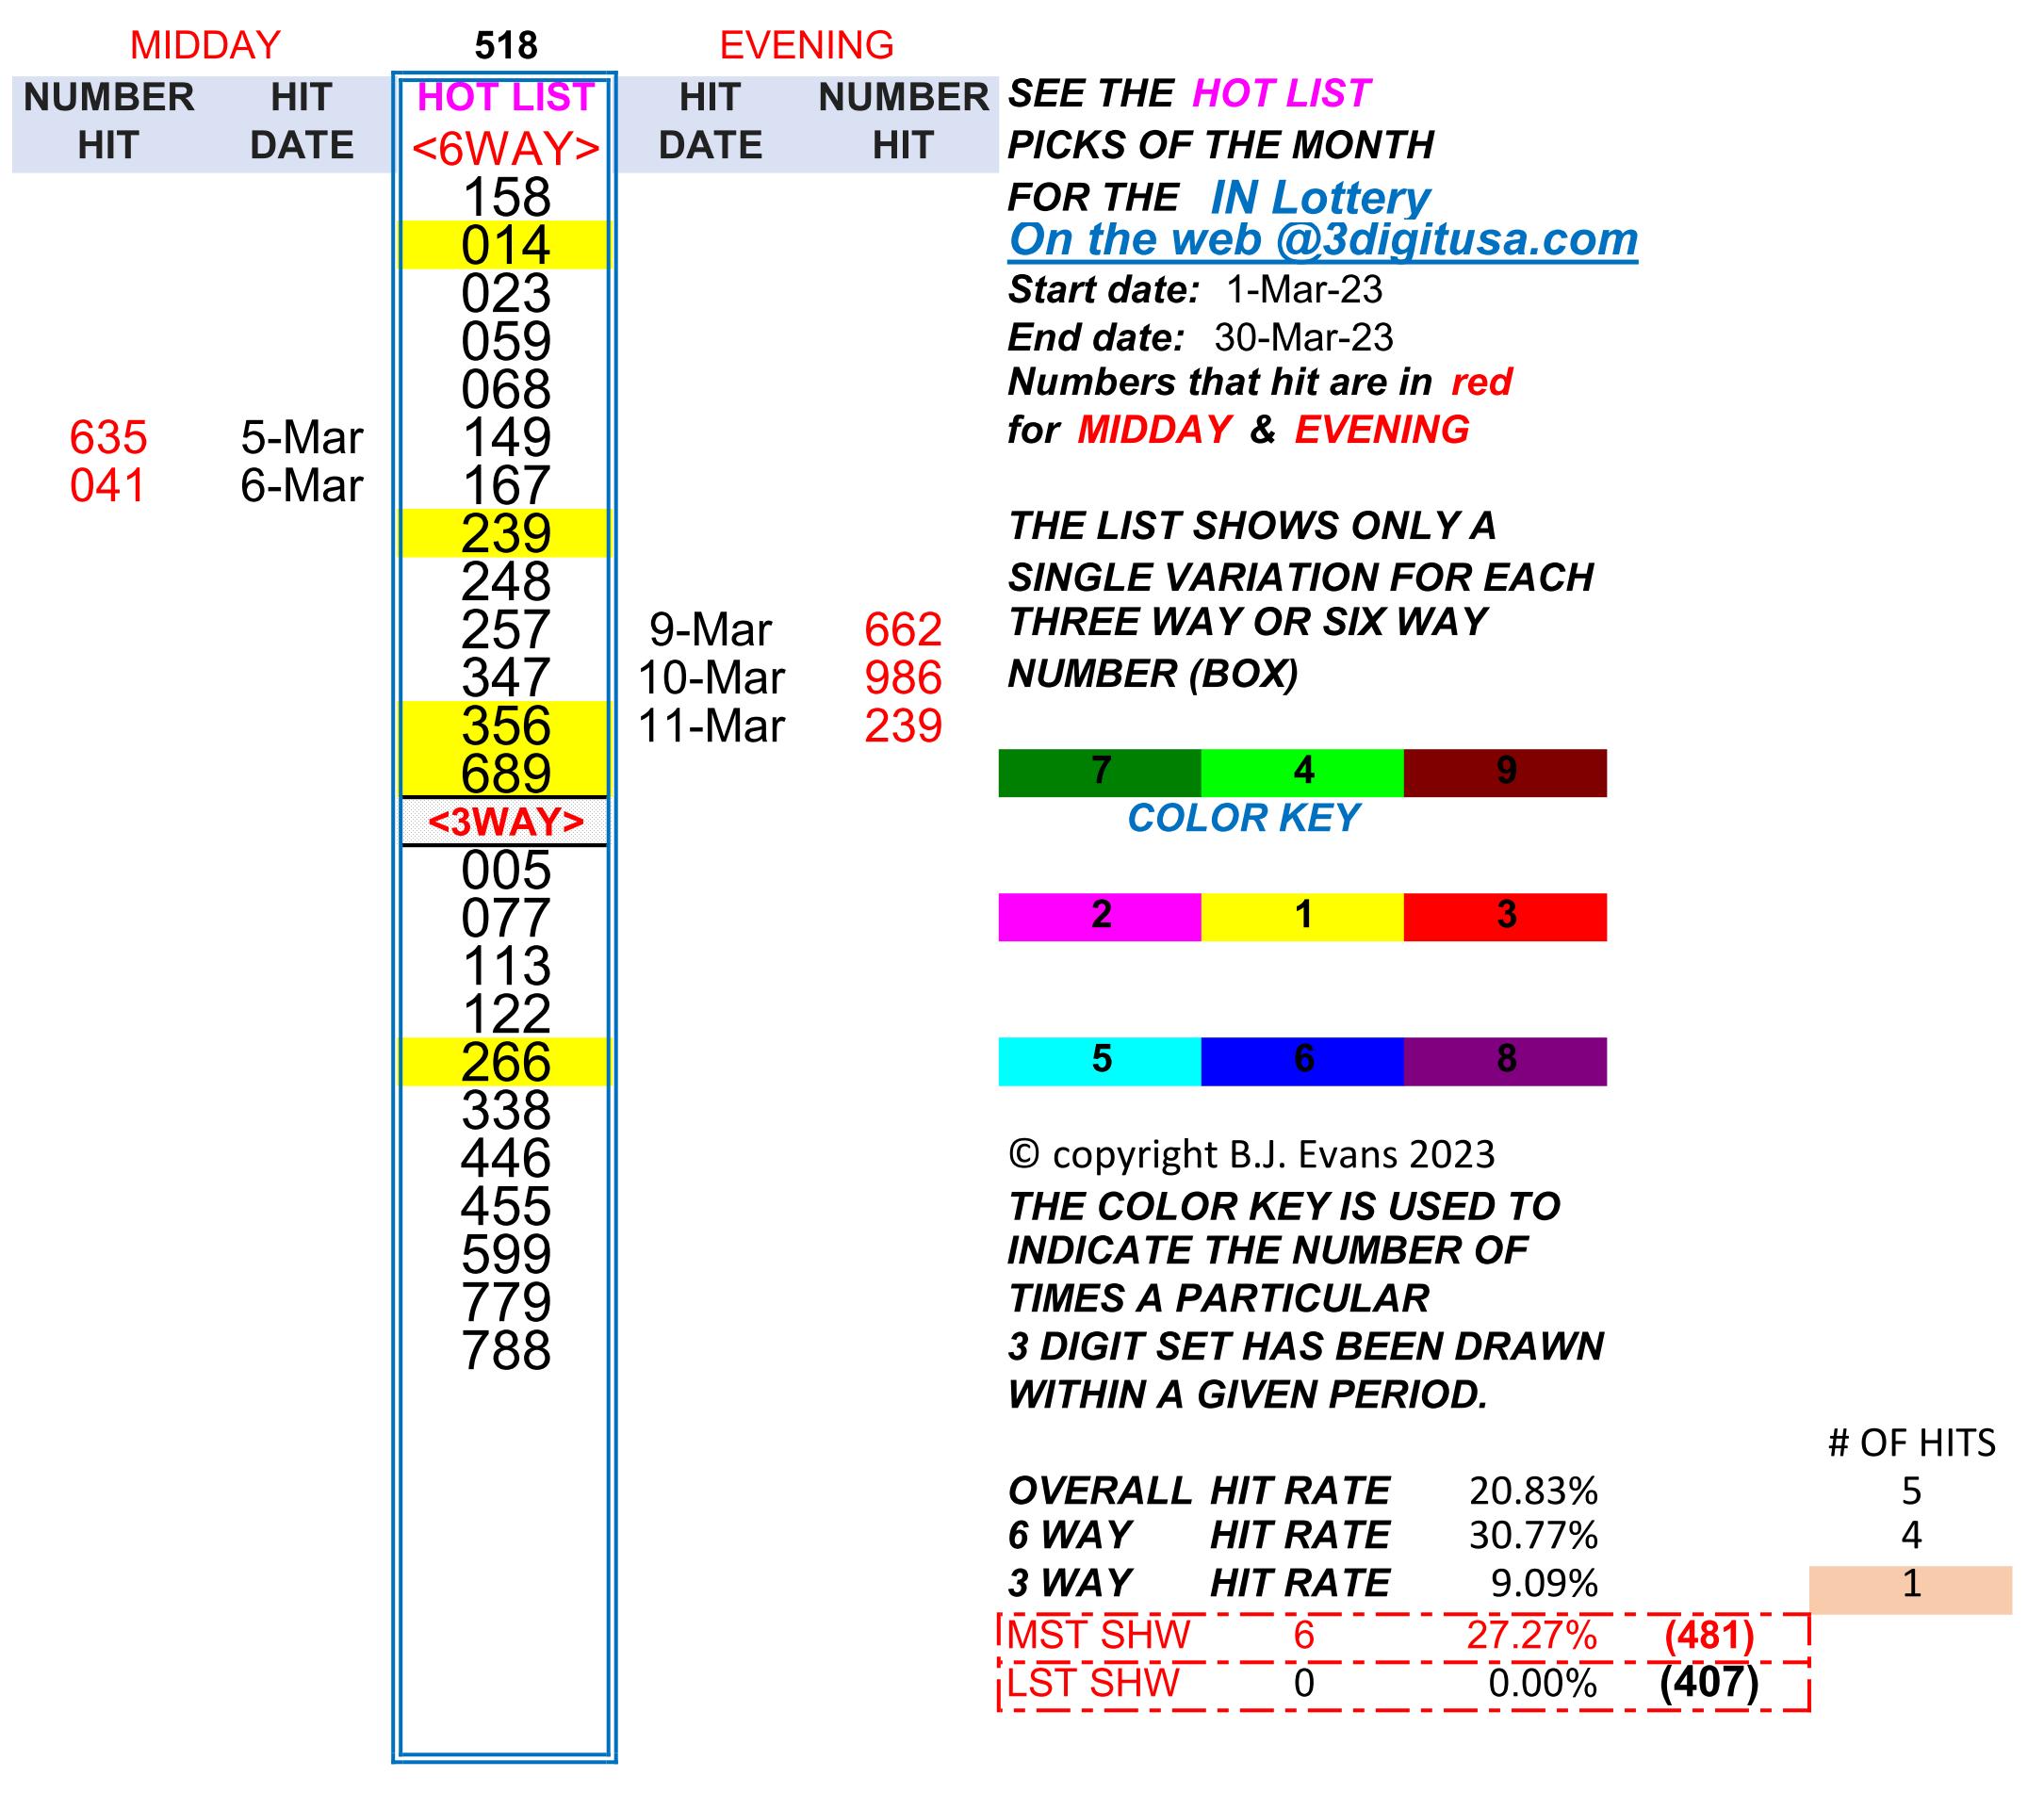 MIDDAY 518 EVENING
NUMBER HIT HOT LIST HIT NUMBER SEE THE HOT LIST
HIT DATE <6WAY> DATE HIT PICKS OF THE MONTH
158 FOR THE IN Lottery
014 On the web @3digitusa.com
023 Start date: 1-Mar-23
059 End date: 30-Mar-23
068 Numbers that hit are in red
635 5-Mar 149 for MIDDAY & EVENING
041 6-Mar 167
239 THE LIST SHOWS ONLY A
248 SINGLE VARIATION FOR EACH
257 9-Mar 662 THREE WAY OR SIX WAY
347 10-Mar 986 NUMBER (BOX)
356 11-Mar 239
689 7 4 9
<3WAY> COLOR KEY
005
077 2 1 3
113
122
266 5 6 8
338
446 © copyright B.J. Evans 2023
455 THE COLOR KEY IS USED TO
599 INDICATE THE NUMBER OF
779 TIMES A PARTICULAR
788 3 DIGIT SET HAS BEEN DRAWN
WITHIN A GIVEN PERIOD.
# OF HITS
OVERALL HIT RATE 20.83% 5
6 WAY HIT RATE 30.77% 4
3 WAY HIT RATE 9.09% 1
MST SHW 6 27.27% (481)
LST SHW 0 0.00% (407)